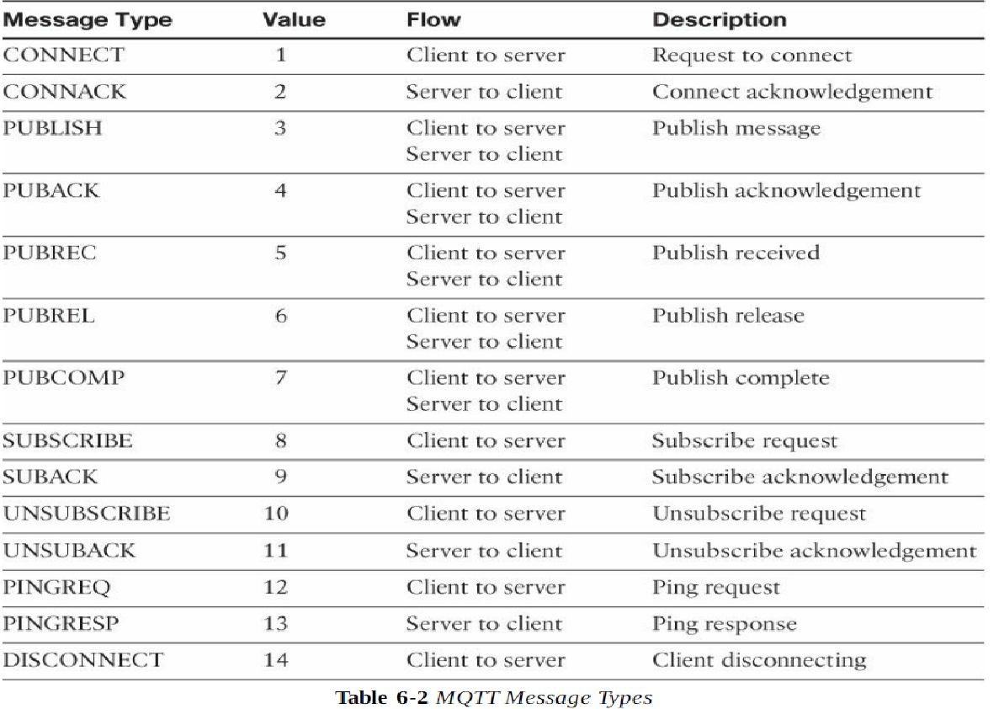 Message Type Value Flow Description
CONNECT 1 Client to server Request to connect
CONNACK 2 Server to client Connect acknowledgement
PUBLISH 3 Client to server Publish message
Server to client
PUBACK 4 Client to server Publish acknowledgement
Server to client
PUBREC 5 Client to server Publish received
Server to client
PUBREL 6 Client to server Publish release
Server to client
PUBCOMP 7 Client to server Publish complete
Server to client
SUBSCRIBE 8 Client to server Subscribe request
SUBACK 9 Server to client Subscribe acknowledgement
UNSUBSCRIBE 10 Client to server Unsubscribe request
UNSUBACK 11 Server to client Unsubscribe acknowledgement
PINGREQ 12 Client to server Ping request
PINGRESP 13 Server to client Ping response
DISCONNECT 14 Client to server Client disconnecting
Table 6-2 MQTT Message Types